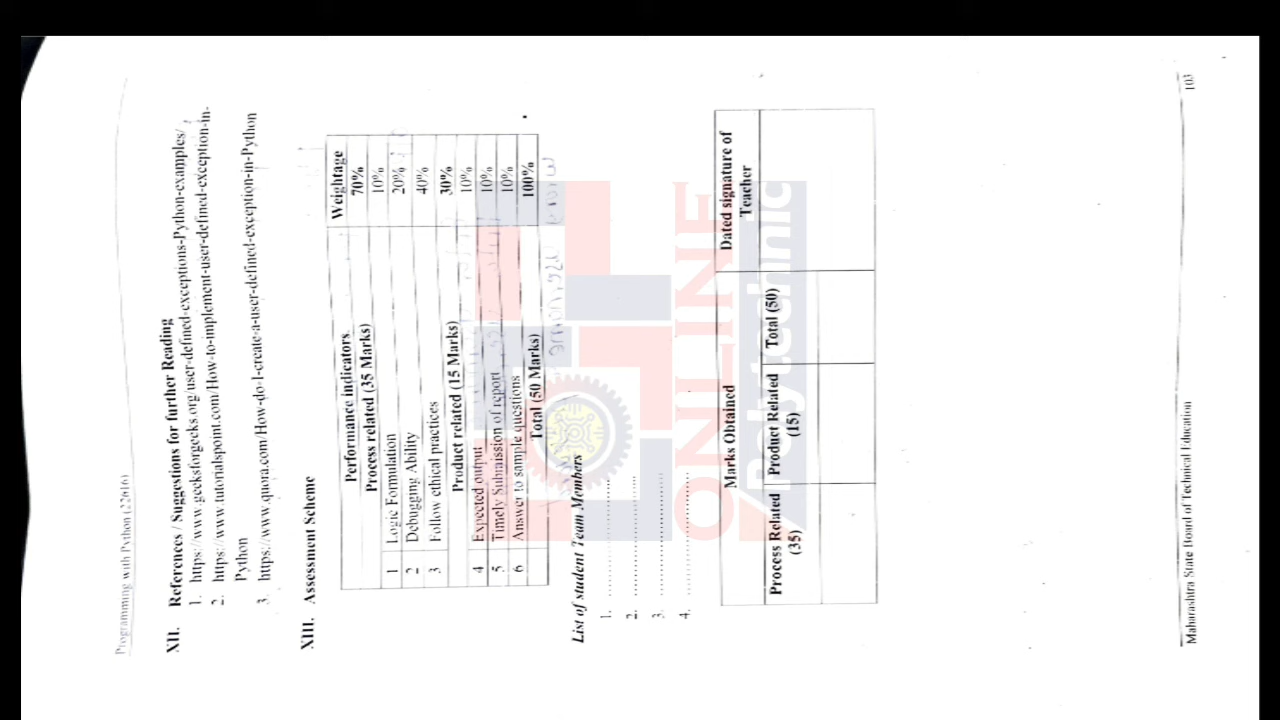 Programming with Python (22616)
XII. References / Suggestions for further Reading
1. https://www.geeksforgeeks.org/user-defined-exceptions-Python-examples/
2. https://www.tutorialspoint.com/How-to-implement-user-defined-exception-in-
Python
3. https://www.quora.com/How-do-I-create-a-user-defined-exception-in-Python
XIII. Assessment Scheme
Performance indicators Weightage
Process related (35 Marks) 70%
1 Logic Formulation 10%
2 Debugging Ability 20%
3 Follow ethical practices 40%
Product related (15 Marks) 30%
4 Expected output 10%
5 Timely Submission of report 10%
6 Answer to sample questions 10%
Total (50 Marks) 100%
List of student Team Members
1. ..............................
2. ..............................
3. ..............................
4. ..............................
Marks Obtained Dated signature of
Teacher
Process Related
(35)
Product Related
(15)
Total (50)
ONLINE
Polytechnic
Maharashtra State Board of Technical Education 103